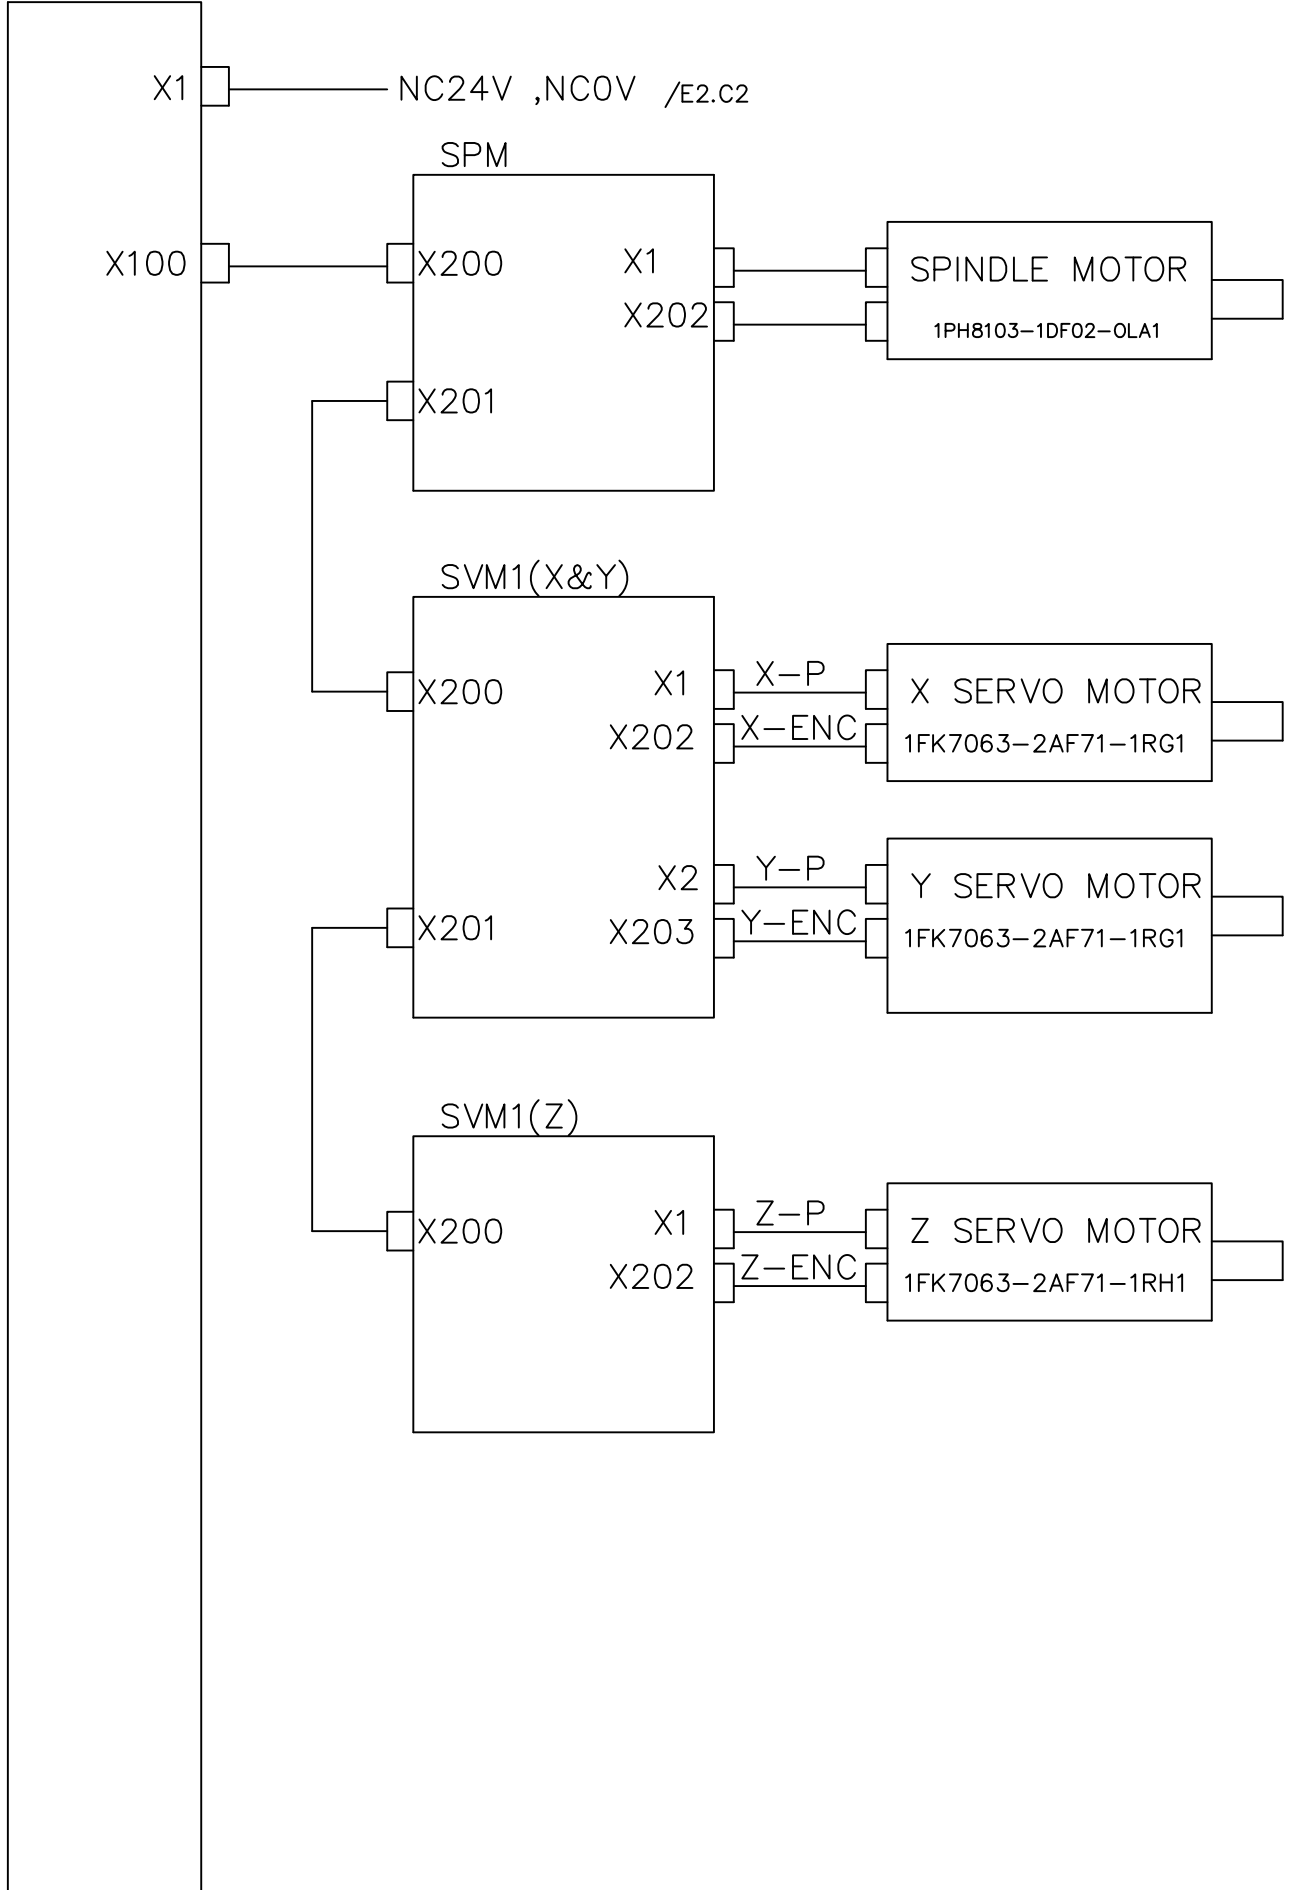 X1
NC24V ,NC0V /E2.C2
SPM
X100
X200
X1
X202
X201
SPINDLE MOTOR
1PH8103-1DF02-0LA1
SVM1(X&Y)
X200
X1
X202
X2
X203
X201
X-P
X-ENC
X SERVO MOTOR
1FK7063-2AF71-1RG1
Y-P
Y-ENC
Y SERVO MOTOR
1FK7063-2AF71-1RG1
SVM1(Z)
X200
X1
X202
Z-P
Z-ENC
Z SERVO MOTOR
1FK7063-2AF71-1RH1